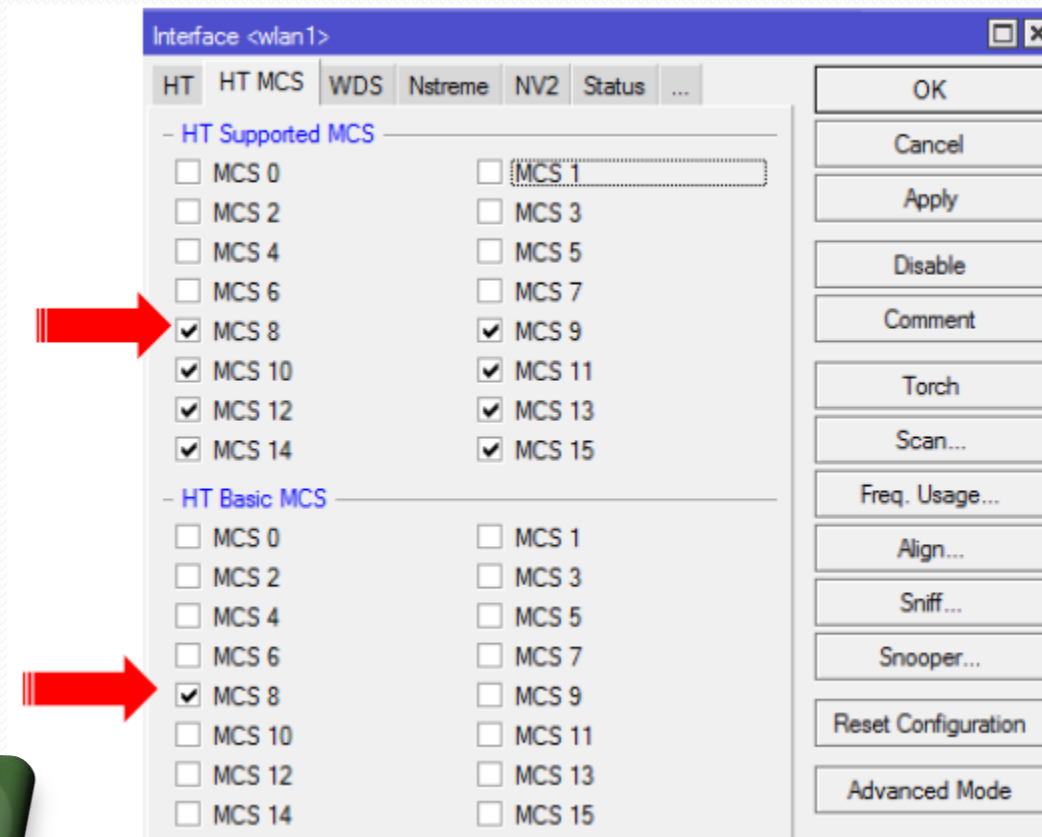 Interface <wlan1>
HT HT MCS WDS Nstreme NV2 Status ...
HT Supported MCS
MCS 0 MCS 1
MCS 2 MCS 3
MCS 4 MCS 5
MCS 6 MCS 7
MCS 8 MCS 9
MCS 10 MCS 11
MCS 12 MCS 13
MCS 14 MCS 15
HT Basic MCS
MCS 0 MCS 1
MCS 2 MCS 3
MCS 4 MCS 5
MCS 6 MCS 7
MCS 8 MCS 9
MCS 10 MCS 11
MCS 12 MCS 13
MCS 14 MCS 15
OK
Cancel
Apply
Disable
Comment
Torch
Scan...
Freq. Usage...
Align...
Sniff...
Snooper...
Reset Configuration
Advanced Mode